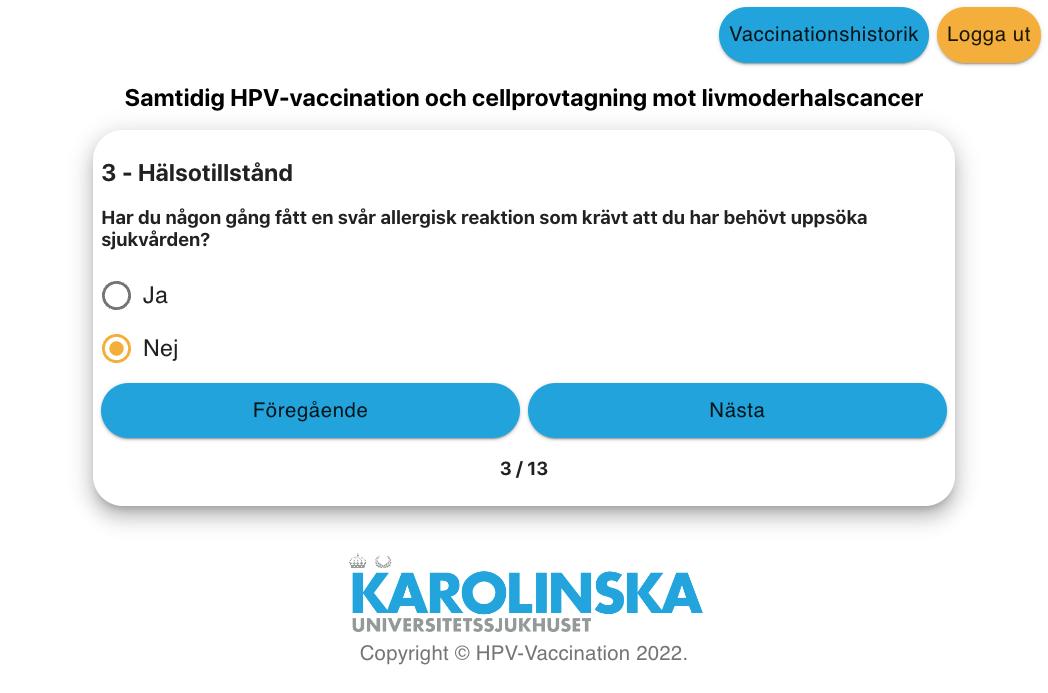 Vaccinationshistorik
Logga ut
Samtidig HPV-vaccination och cellprovtagning mot livmoderhalscancer
3 - Hälsotillstånd
Har du någon gång fått en svår allergisk reaktion som krävt att du har behövt uppsöka
sjukvården?
Ja
Nej
Föregående
Nästa
3 / 13
KAROLINSKA
UNIVERSITETSSJUKHUSET
Copyright © HPV-Vaccination 2022.